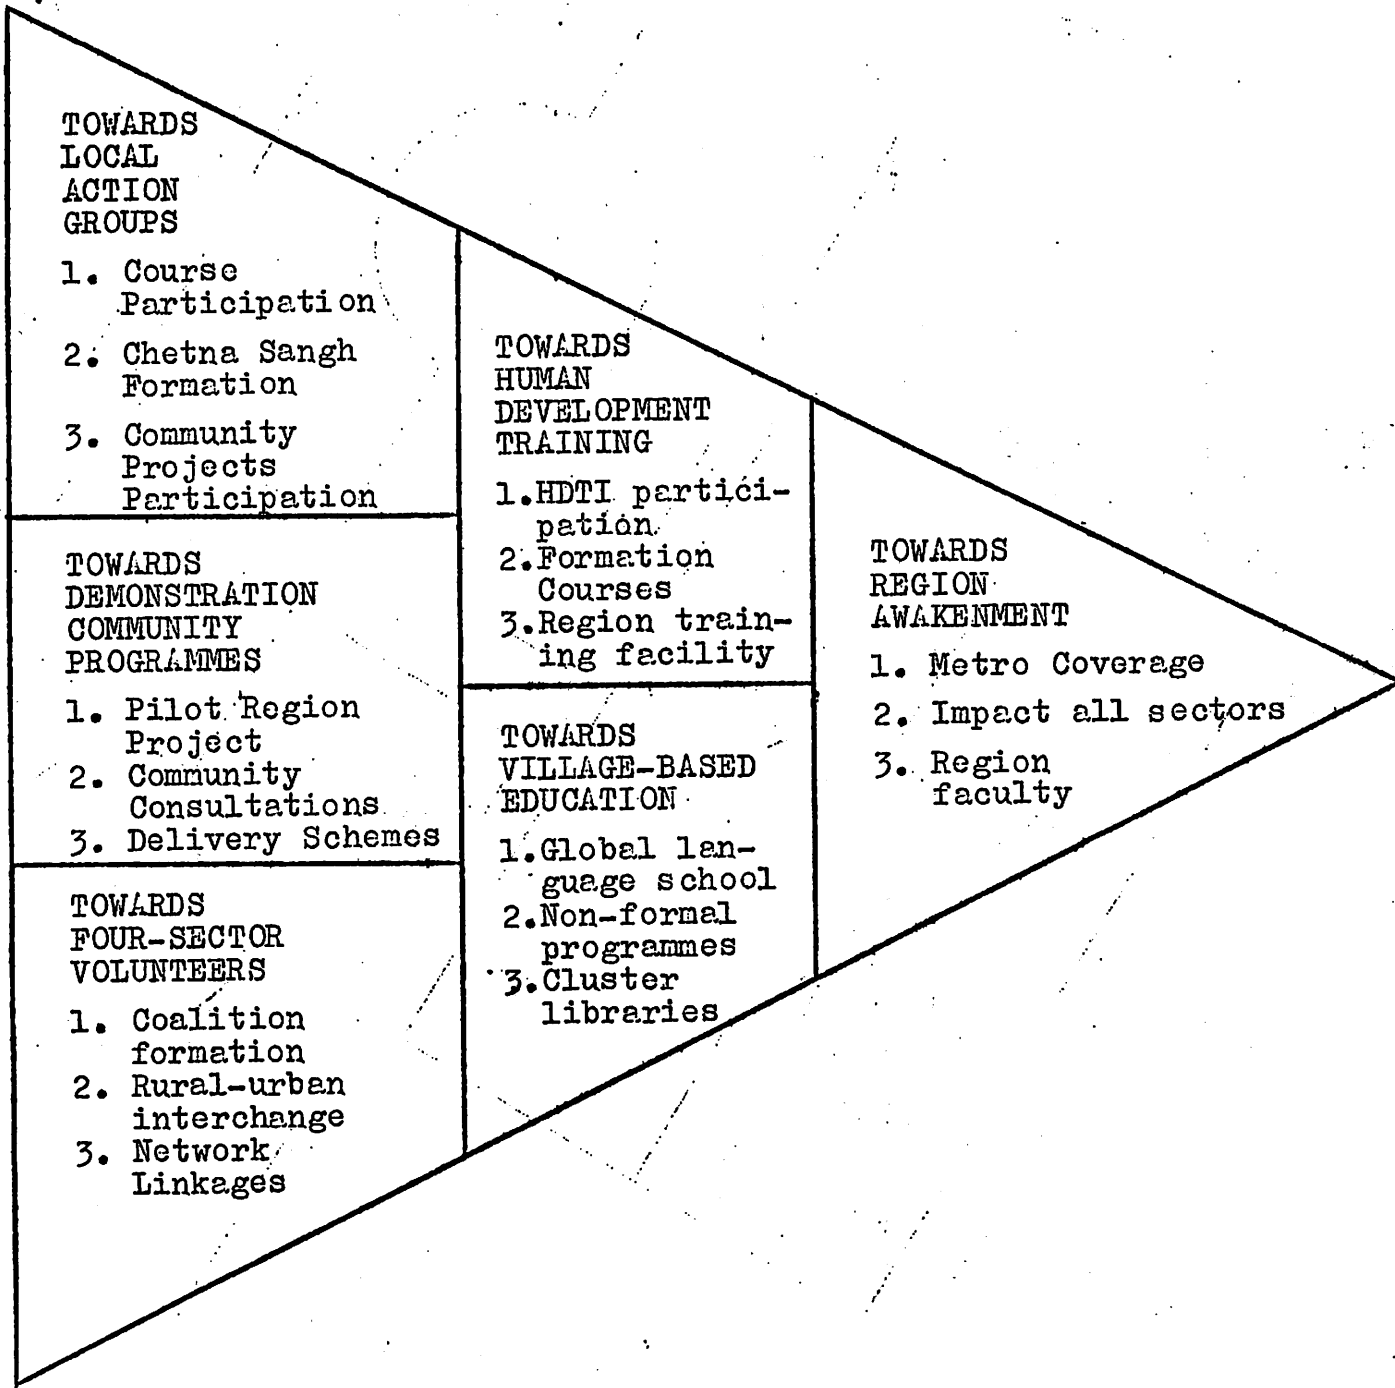 TOWARDS
LOCAL
ACTION
GROUPS
1. Course
Participation
2. Chetna Sangh
Formation
3. Community
Projects
Participation
TOWARDS
DEMONSTRATION
COMMUNITY
PROGRAMMES
1. Pilot Region
Project
2. Community
Consultations
3. Delivery Schemes
TOWARDS
FOUR-SECTOR
VOLUNTEERS
1. Coalition
formation
2. Rural-urban
interchange
3. Network
Linkages
TOWARDS
HUMAN
DEVELOPMENT
TRAINING
1.HDTI partici-
pation
2.Formation
Courses
3.Region train-
ing facility
TOWARDS
VILLAGE-BASED
EDUCATION
1.Global lan-
guage school
2.Non-formal
programmes
3.Cluster
libraries
TOWARDS
REGION
AWAKENMENT
1. Metro Coverage
2. Impact all sectors
3. Region
faculty